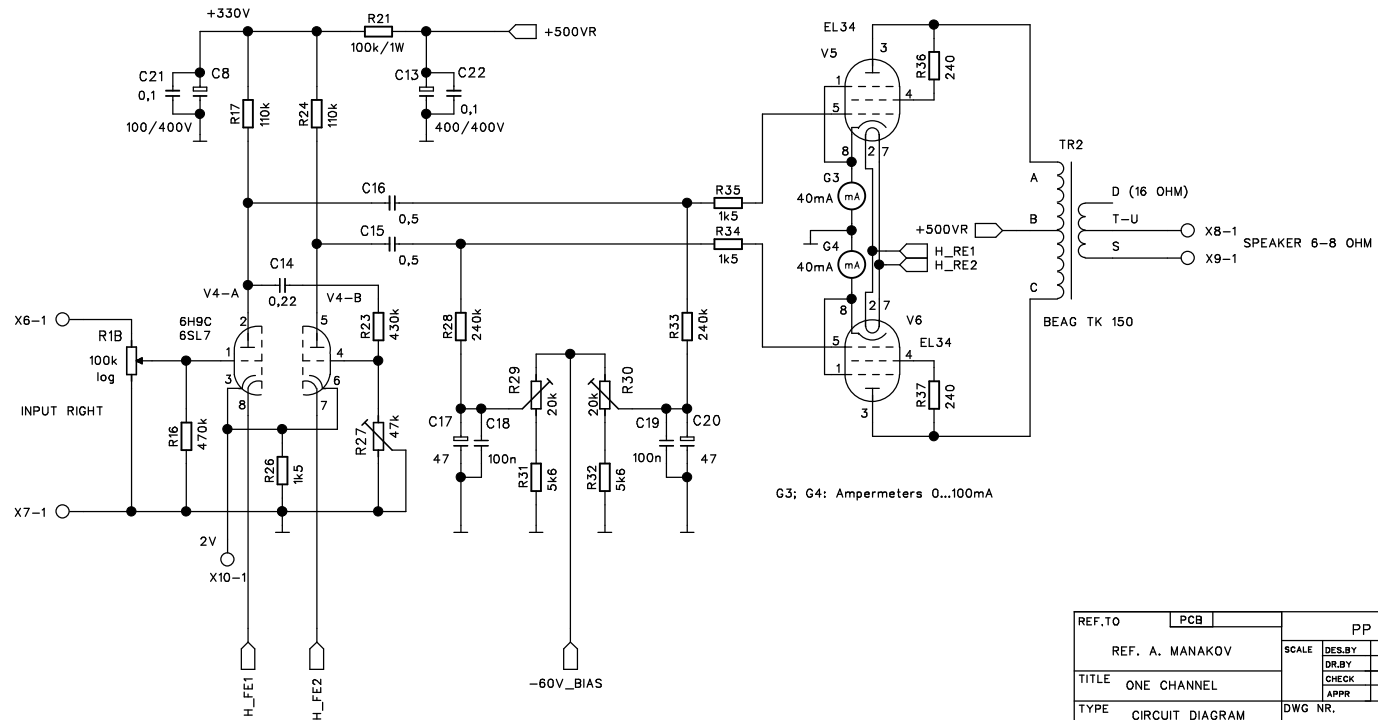 +330V
R21
100k/1W
+500VR
C21
C8
0,1
100/400V
R17
110k
R24
110k
C13
C22
0,1
400/400V
EL34
V5
3
1
5
4
R36
240
8
2
7
G3
40mA
mA
G4
40mA
mA
+500VR
H_RE1
H_RE2
TR2
A
B
C
D (16 OHM)
T-U
S
X8-1
X9-1
SPEAKER 6-8 OHM
BEAG TK 150
C16
0,5
C15
0,5
R35
1k5
R34
1k5
C14
0,22
V4-A
V4-B
X6-1
R1B
100k
log
6H9C
6SL7
2
1
3
8
5
4
6
7
R23
430k
R28
240k
R33
240k
INPUT RIGHT
R16
470k
R26
1k5
R27
47k
C17
47
C18
100n
R29
20k
R30
20k
C19
100n
C20
47
R31
5k6
R32
5k6
8
2
7
V6
EL34
5
4
1
3
R37
240
G3; G4: Ampermeters 0...100mA
X7-1
2V
X10-1
H_FE1
H_FE2
-60V_BIAS
REF.TO
PCB
REF. A. MANAKOV
TITLE ONE CHANNEL
TYPE CIRCUIT DIAGRAM
PP
SCALE
DES.BY
DR.BY
CHECK
APPR
DWG NR.